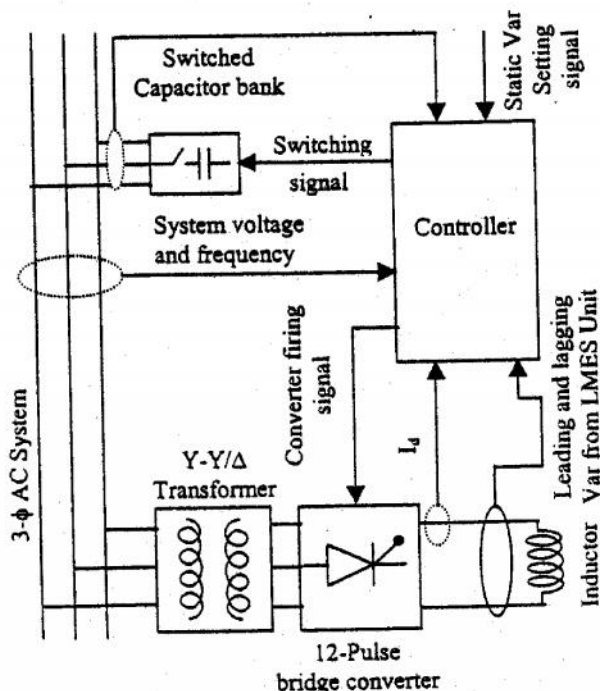 Switched
Capacitor bank
Static Var
Setting
signal
Switching
signal
System voltage
and frequency
Controller
Converter firing
signal
I_d
Leading and lagging
Var from LMES Unit
3-ϕ AC System
Y-Y/Δ
Transformer
Inductor
12-Pulse
bridge converter